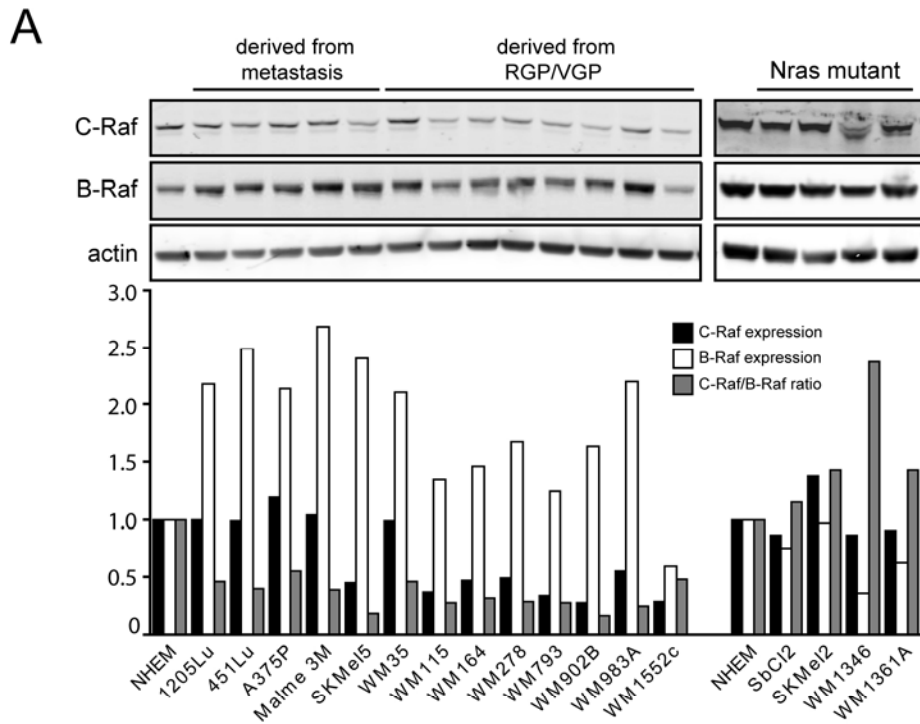 A
derived from
metastasis
derived from
RGP/VGP
Nras mutant
C-Raf
B-Raf
actin
3.0
2.5
2.0
1.5
1.0
0.5
0
C-Raf expression
B-Raf expression
C-Raf/B-Raf ratio
NHEM
1205Lu
451Lu
A375P
Malme 3M
SKMel5
WM35
WM115
WM164
WM278
WM793
WM902B
WM983A
WM1552c
NHEM
SbCl2
SKMel2
WM1346
WM1361A